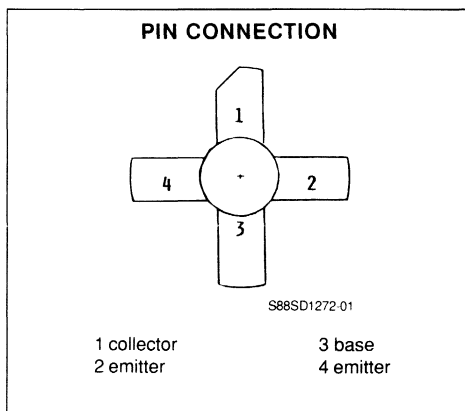 PIN CONNECTION
1
4
2
3
S88SD1272-01
1 collector
3 base
2 emitter
4 emitter